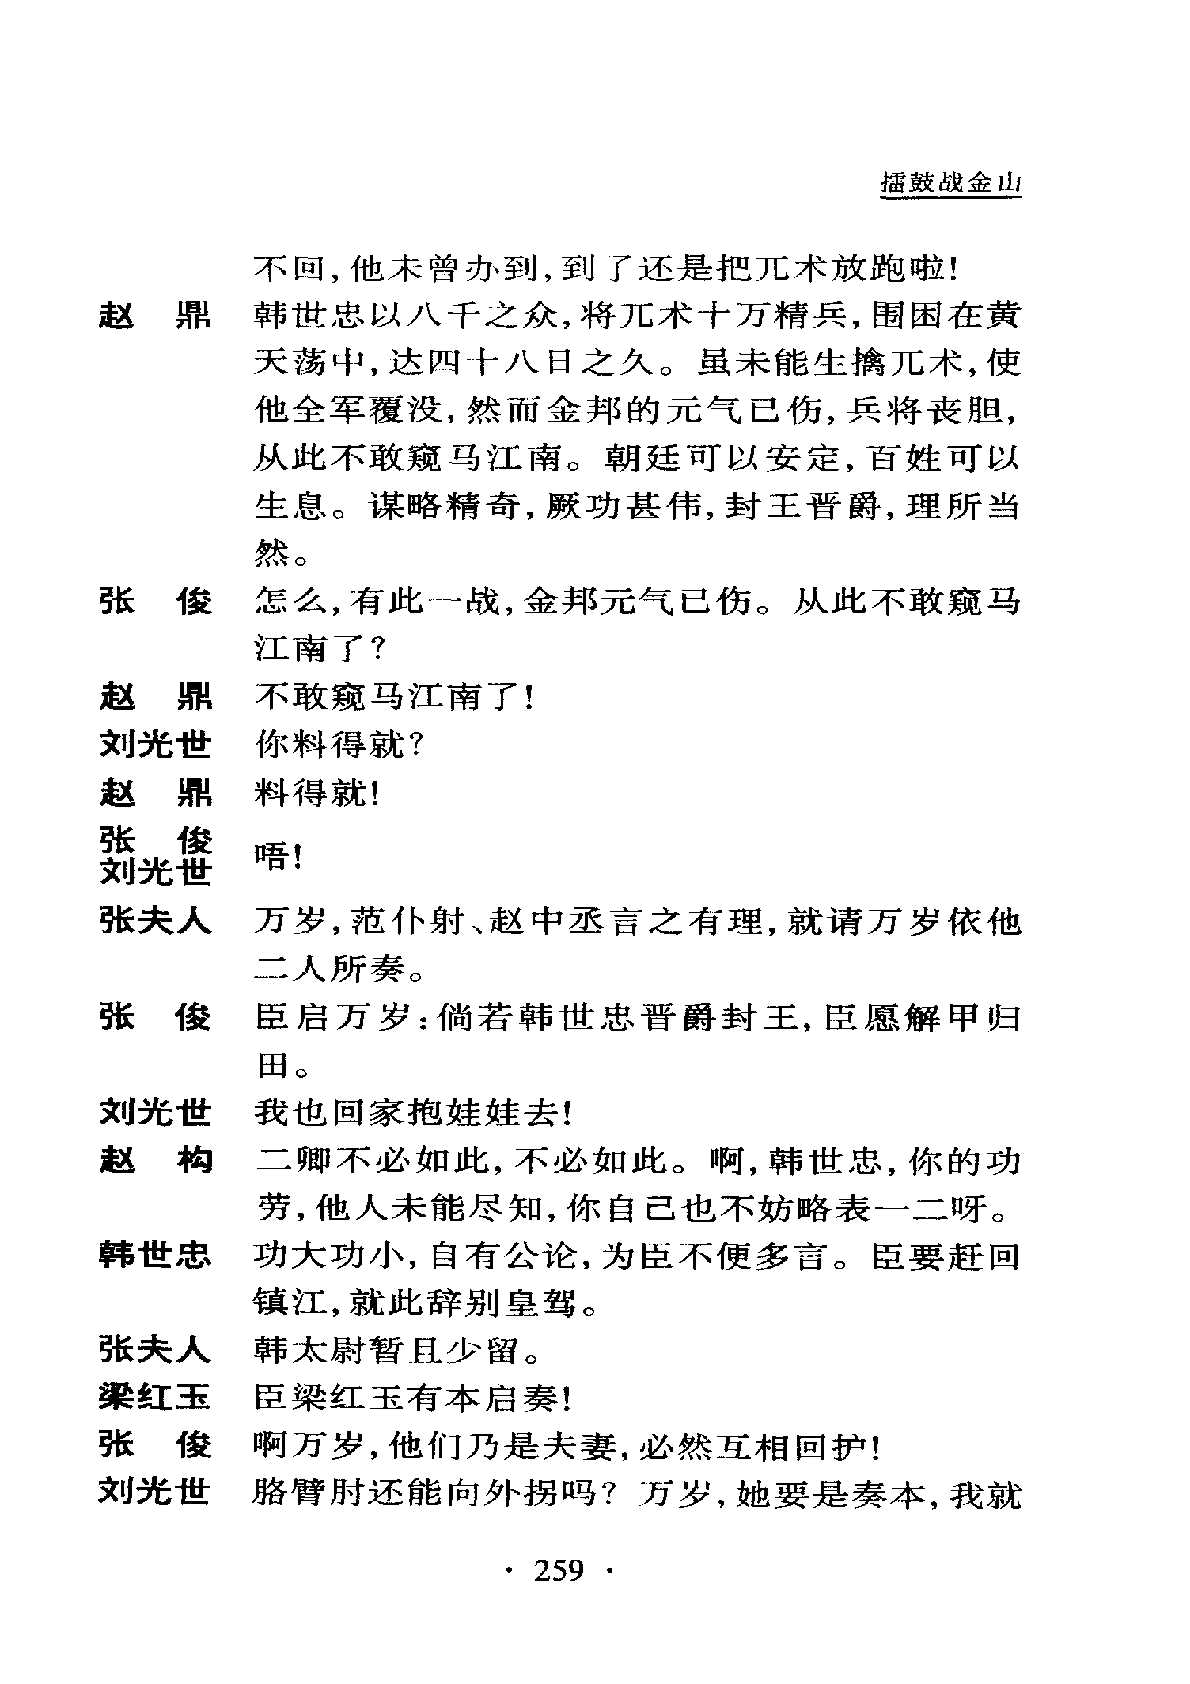 擂鼓战金山
不回,他未曾办到,到了还是把兀术放跑啦!
赵　鼎　韩世忠以八千之众,将兀术十万精兵,围困在黄
天荡中,达四十八日之久。虽未能生擒兀术,使
他全军覆没,然而金邦的元气已伤,兵将丧胆,
从此不敢窥马江南。朝廷可以安定,百姓可以
生息。谋略精奇,厥功甚伟,封王晋爵,理所当
然。
张　俊　怎么,有此一战,金邦元气已伤。从此不敢窥马
江南了?
赵　鼎　不敢窥马江南了!
刘光世　你料得就?
赵　鼎　料得就!
张　俊
刘光世　唔!
张夫人　万岁,范仆射、赵中丞言之有理,就请万岁依他
二人所奏。
张　俊　臣启万岁:倘若韩世忠晋爵封王,臣愿解甲归
田。
刘光世　我也回家抱娃娃去!
赵　构　二卿不必如此,不必如此。啊,韩世忠,你的功
劳,他人未能尽知,你自己也不妨略表一二呀。
韩世忠　功大功小,自有公论,为臣不便多言。臣要赶回
镇江,就此辞别皇驾。
张夫人　韩太尉暂且少留。
梁红玉　臣梁红玉有本启奏!
张　俊　啊万岁,他们乃是夫妻,必然互相回护!
刘光世　胳臂肘还能向外拐吗?万岁,她要是奏本,我就
· 259 ·